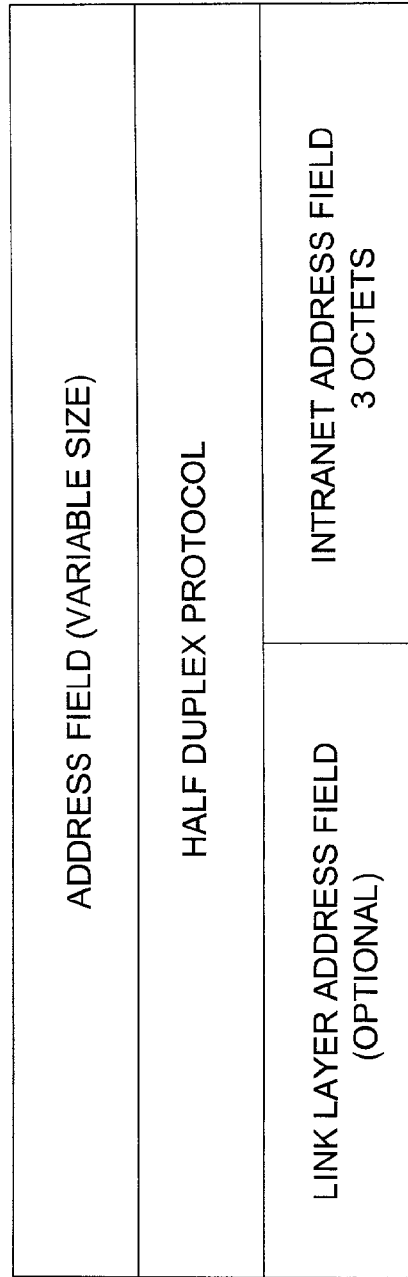 ADDRESS FIELD (VARIABLE SIZE)
HALF DUPLEX PROTOCOL
LINK LAYER ADDRESS FIELD
(OPTIONAL)
INTRANET ADDRESS FIELD
3 OCTETS